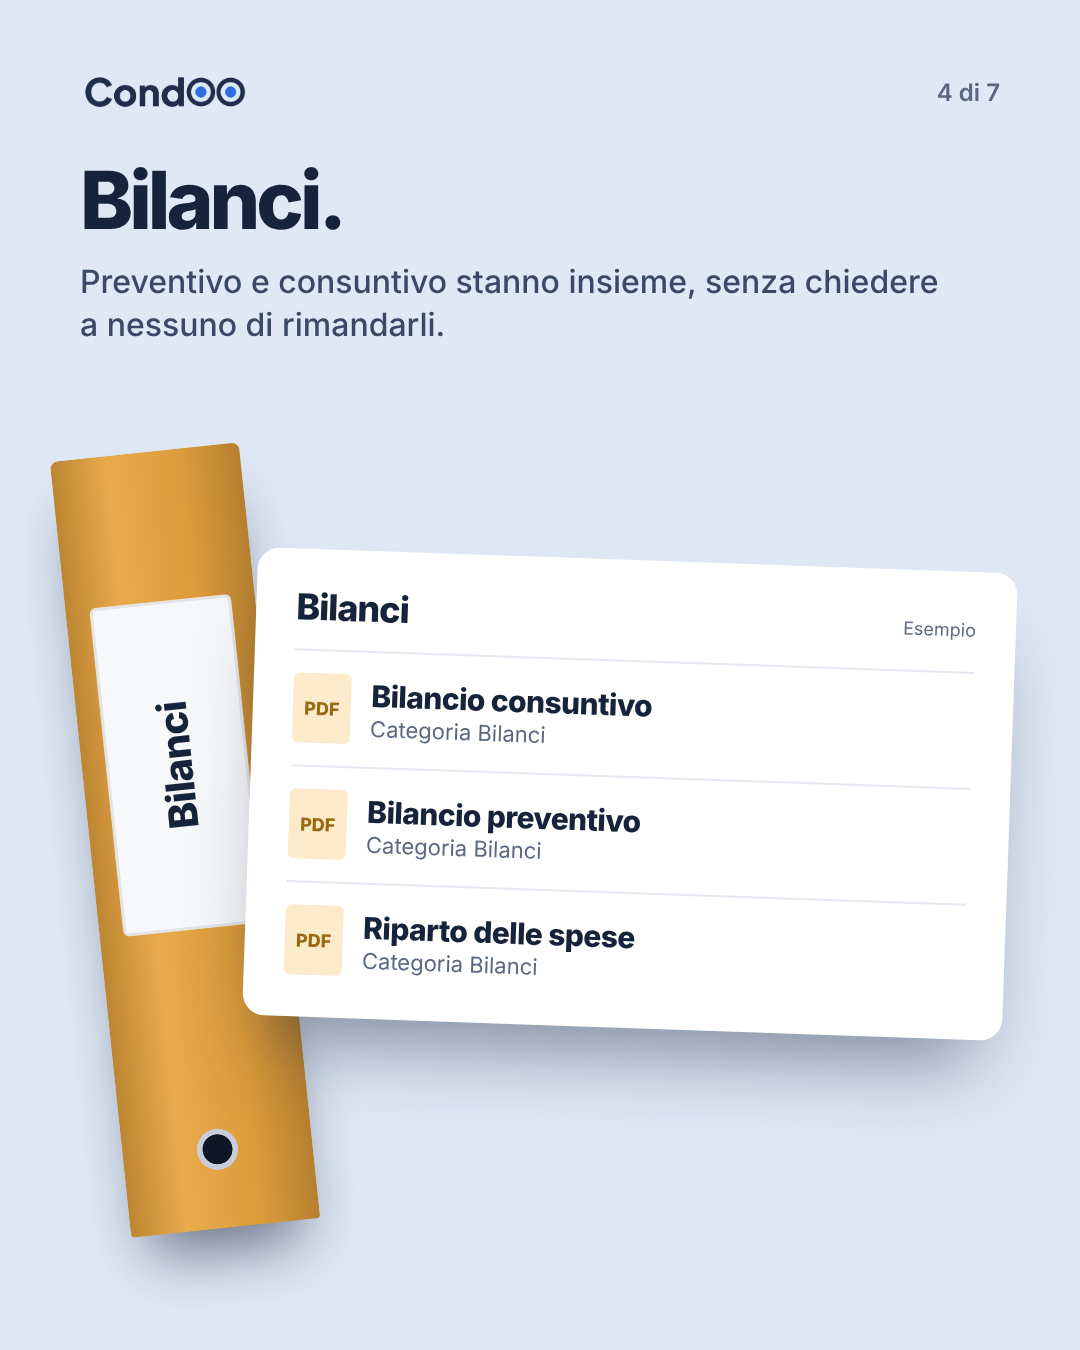 Condoo
4 di 7
Bilanci.
Preventivo e consuntivo stanno insieme, senza chiedere
a nessuno di rimandarli.
Bilanci
Bilanci
Esempio
PDF
Bilancio consuntivo
Categoria Bilanci
PDF
Bilancio preventivo
Categoria Bilanci
PDF
Riparto delle spese
Categoria Bilanci